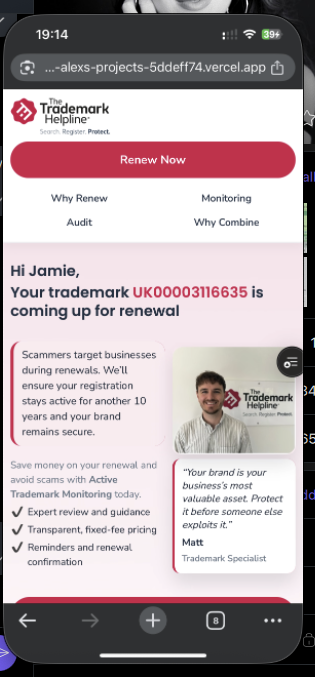 19:14
39
...-alexs-projects-5ddeff74.vercel.app
The
Trademark
Helpline
Search. Register. Protect.
Renew Now
Why Renew
Monitoring
Audit
Why Combine
Hi Jamie,
Your trademark UK00003116635 is
coming up for renewal
Scammers target businesses
during renewals. We'll
ensure your registration
stays active for another 10
years and your brand
remains secure.
The
Trademark
Helpline
Search. Register. Protect.
Save money on your renewal and
avoid scams with Active
Trademark Monitoring today.
✓ Expert review and guidance
✓ Transparent, fixed-fee pricing
✓ Reminders and renewal
confirmation
“Your brand is your
business's most
valuable asset. Protect
it before someone else
exploits it.”
Matt
Trademark Specialist
8